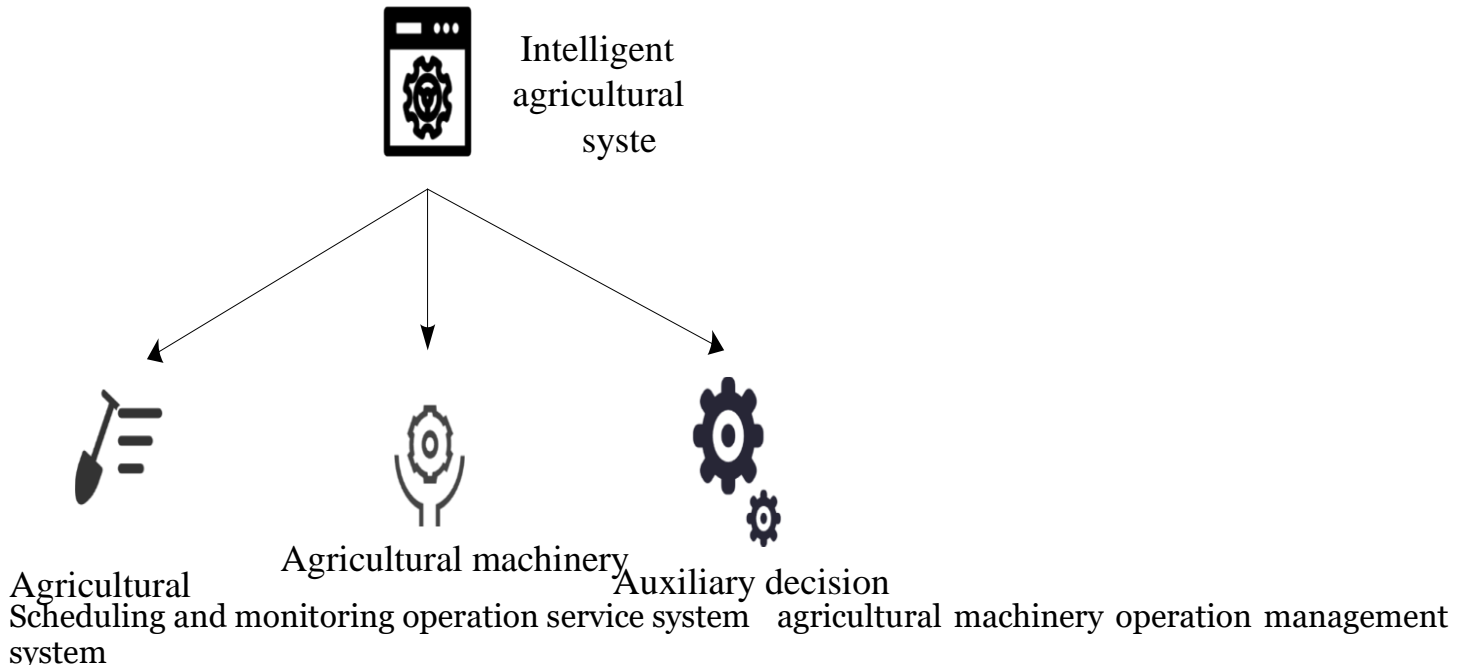 Intelligent
agricultural
syste
Agricultural machinery
Agricultural
Auxiliary decision
Scheduling and monitoring operation service system agricultural machinery operation management
system